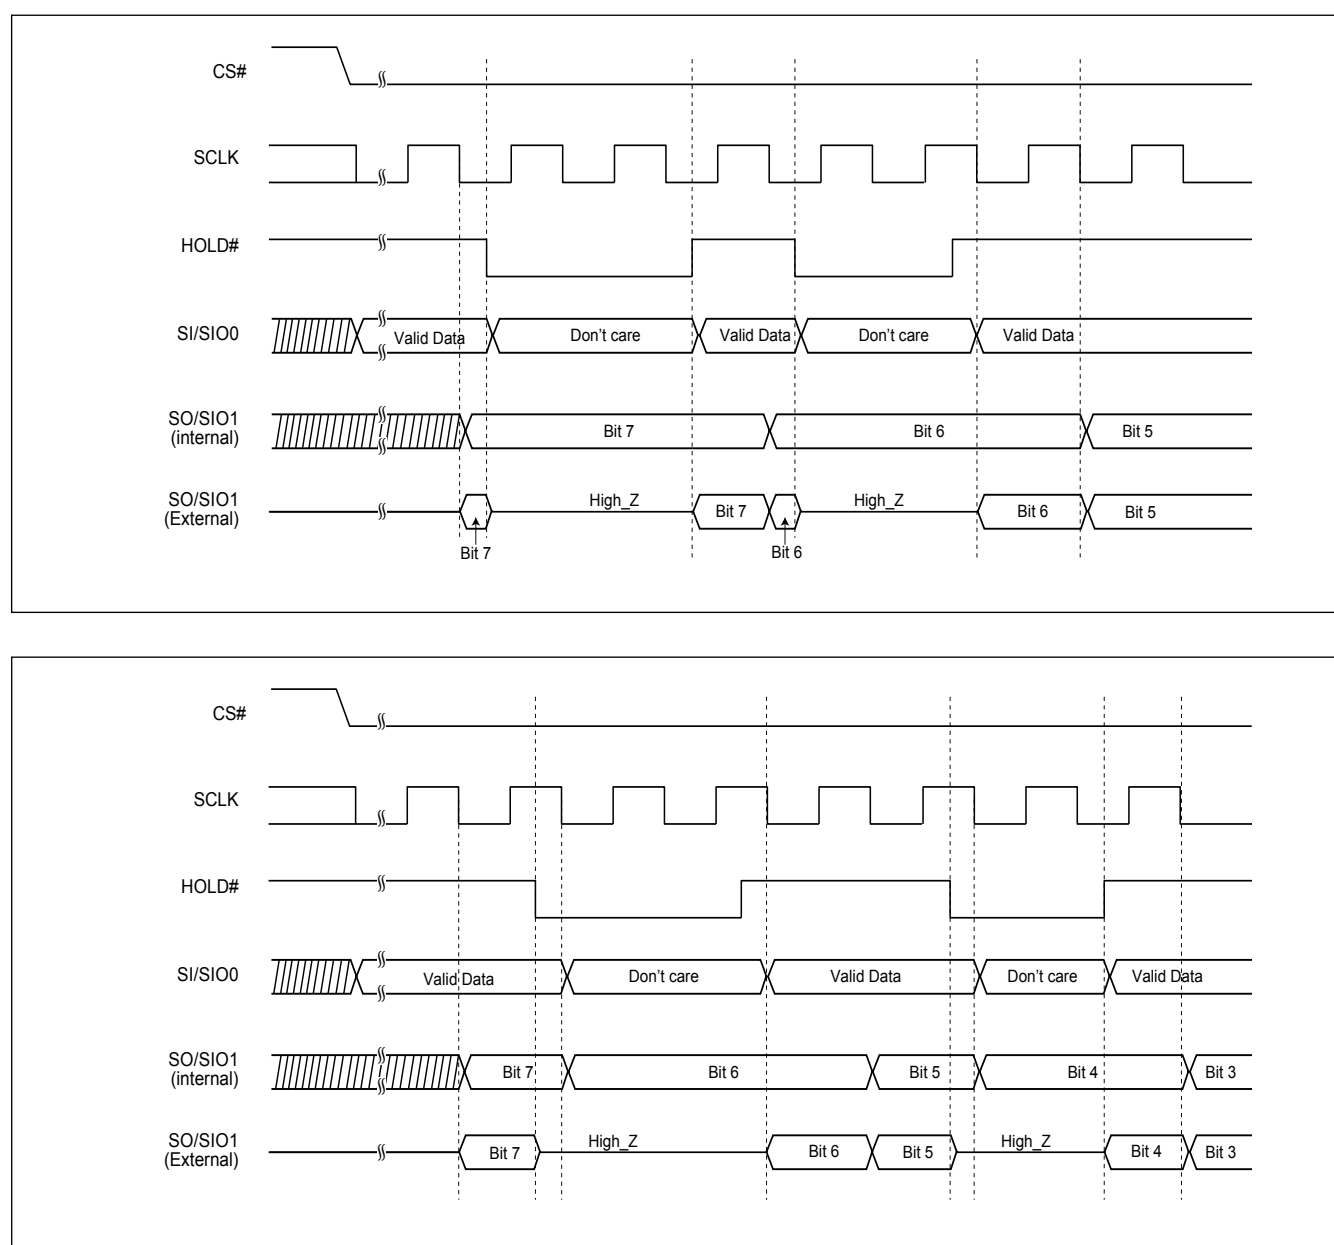 CS#
SCLK
HOLD#
SI/SIO0
Valid Data
Don't care
Valid Data
Don't care
Valid Data
SO/SIO1
(internal)
Bit 7
Bit 6
Bit 5
SO/SIO1
(External)
High_Z
Bit 7
High_Z
Bit 6
Bit 5
Bit 7
Bit 6
CS#
SCLK
HOLD#
SI/SIO0
Valid Data
Don't care
Valid Data
Don't care
Valid Data
SO/SIO1
(internal)
Bit 7
Bit 6
Bit 5
Bit 4
Bit 3
SO/SIO1
(External)
Bit 7
High_Z
Bit 6
Bit 5
High_Z
Bit 4
Bit 3